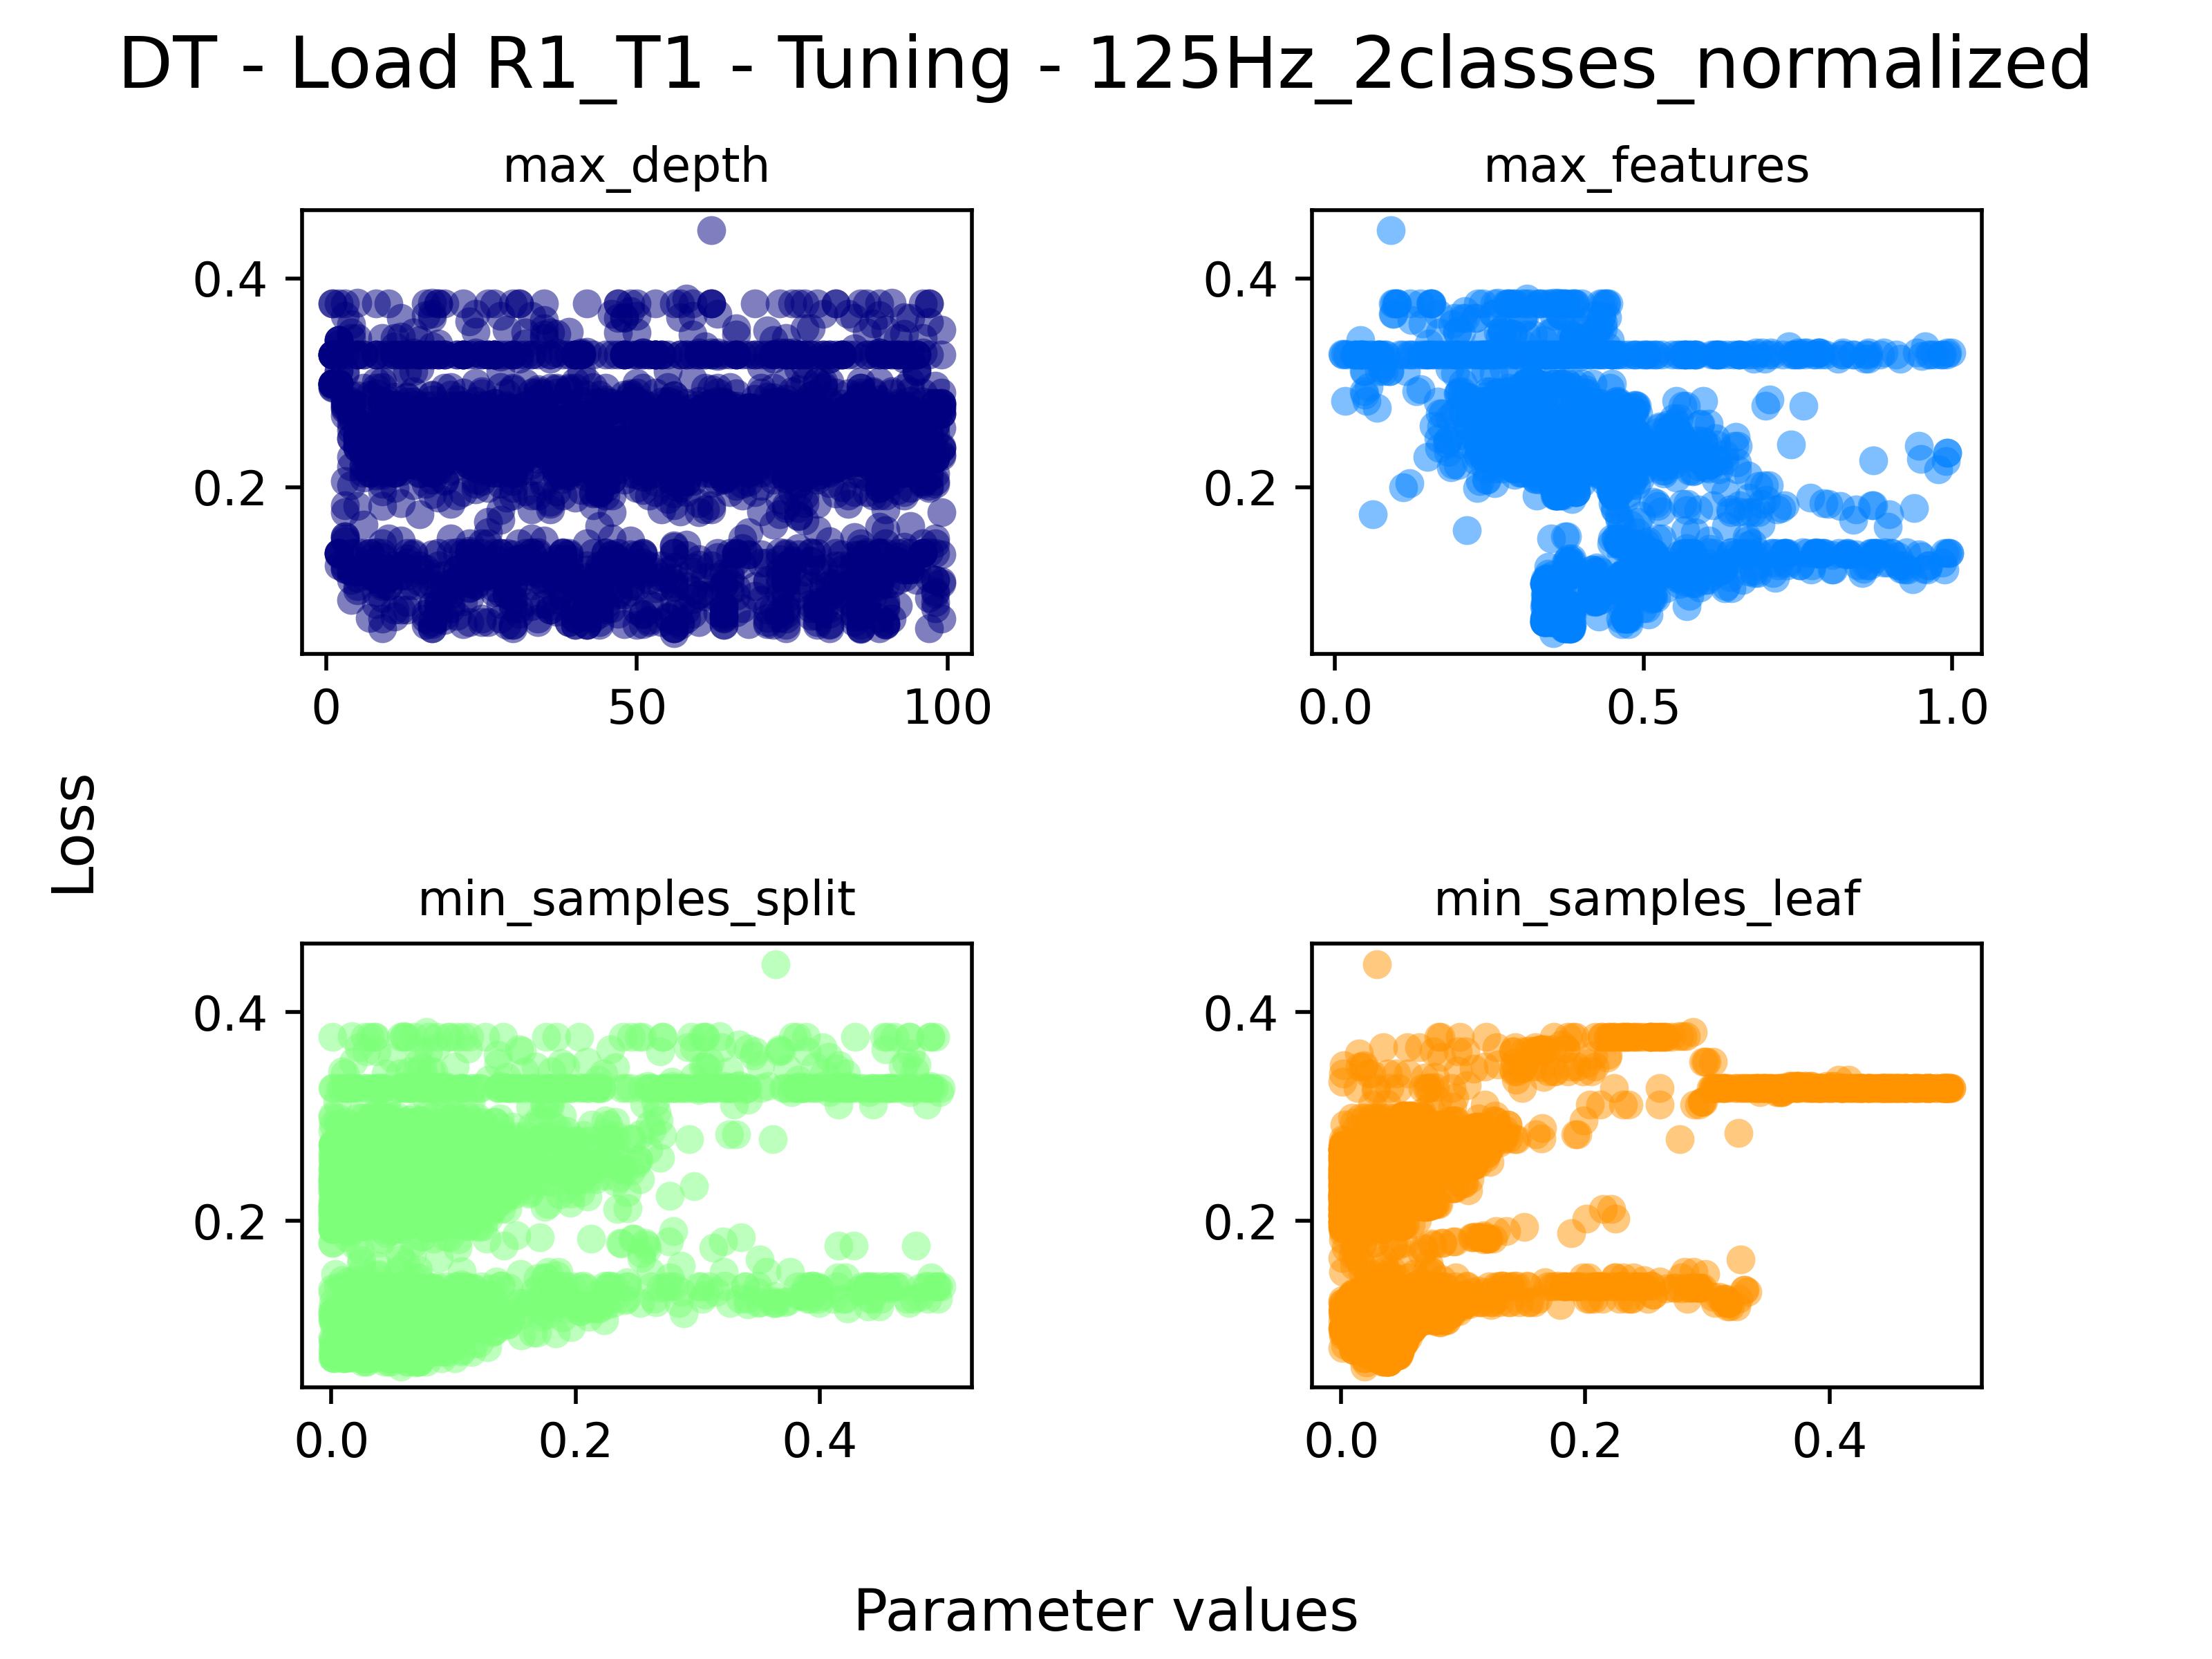 DT - Load R1_T1 - Tuning - 125Hz_2classes_normalized
max_depth
0.4
0.2
0 50 100
max_features
0.4
0.2
0.0 0.5 1.0
Loss
min_samples_split
0.4
0.2
0.0 0.2 0.4
min_samples_leaf
0.4
0.2
0.0 0.2 0.4
Parameter values